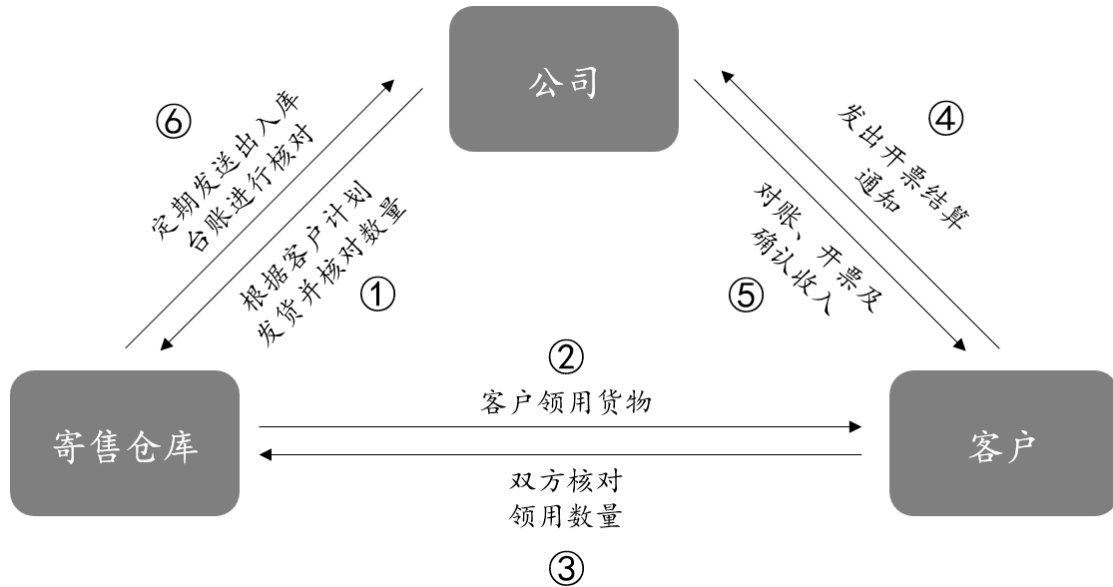 公司
⑥
定期发送出入库
台账进行核对
根据客户计划
发货并核对数量
①
④
发出开票结算
通知
对账、开票及
确认收入
⑤
②
客户领用货物
寄售仓库
客户
双方核对
领用数量
③